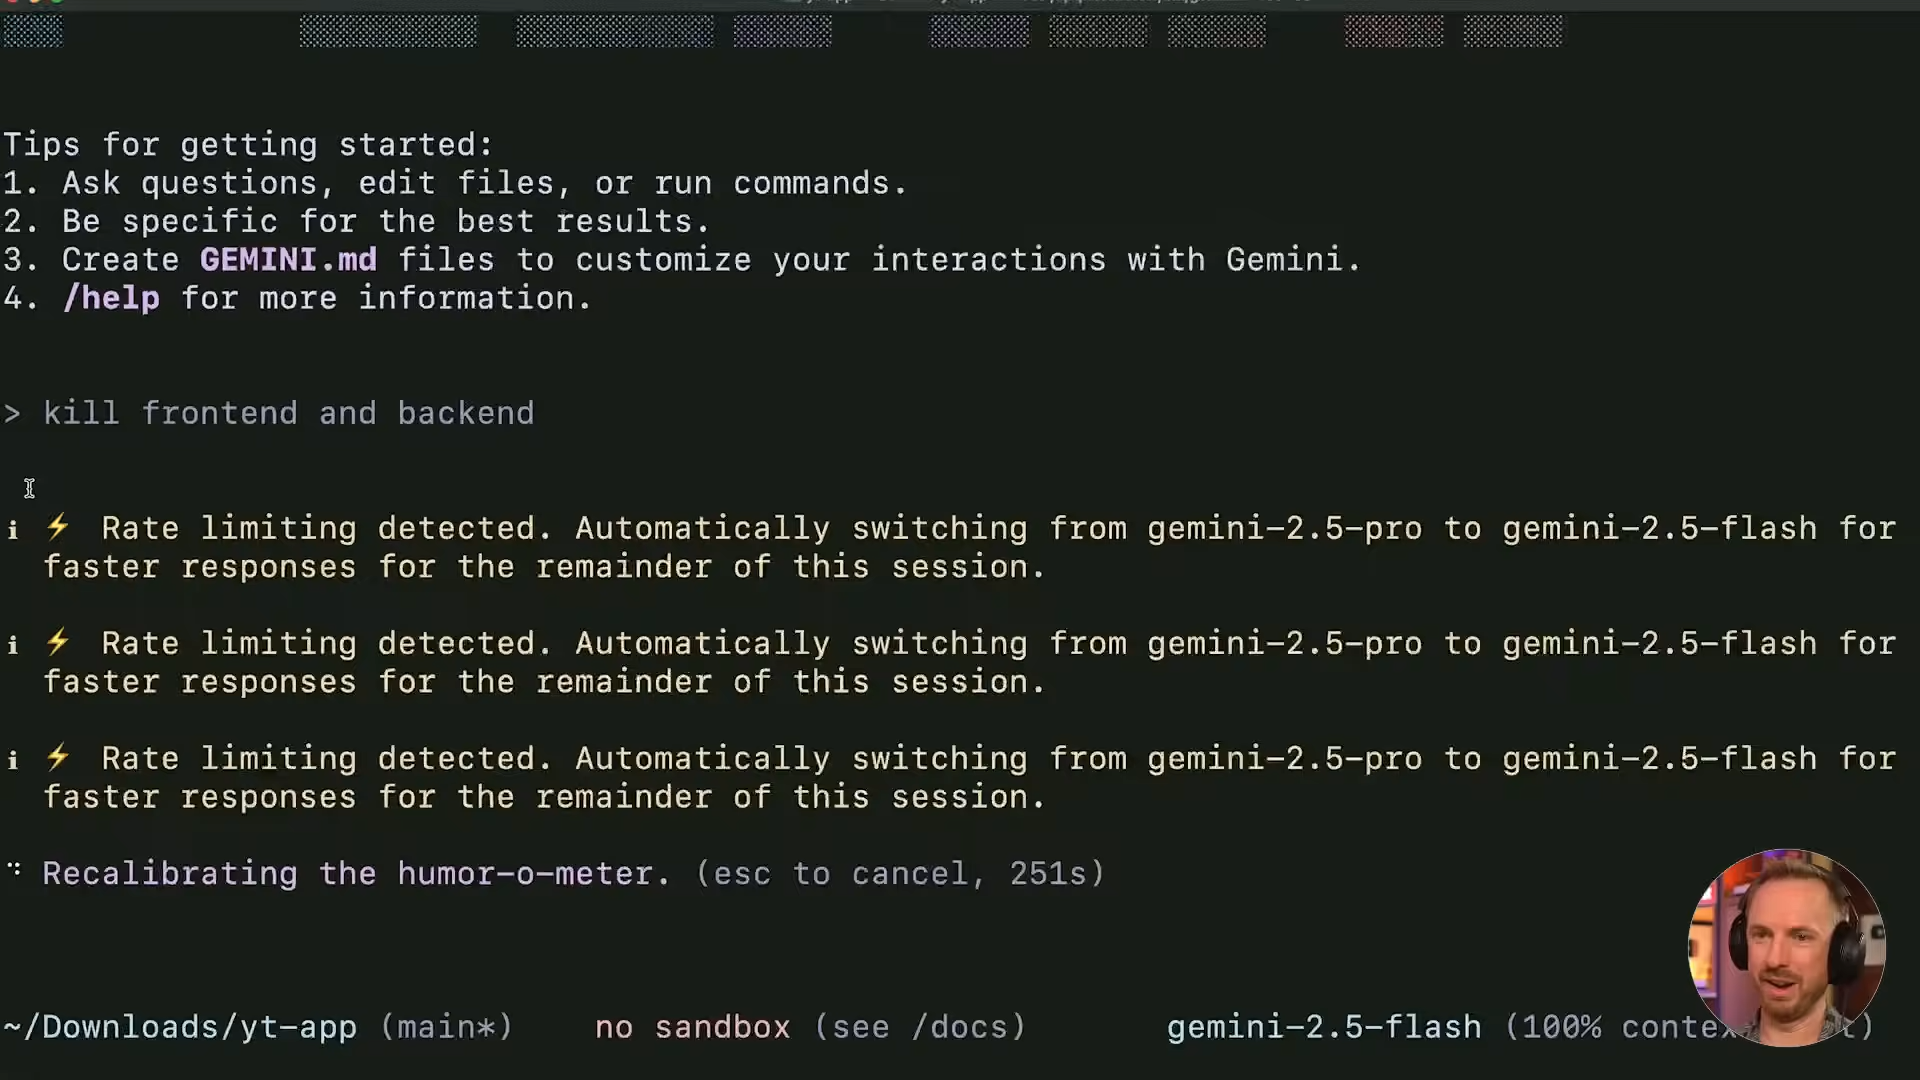 Tips for getting started:
1. Ask questions, edit files, or run commands.
2. Be specific for the best results.
3. Create GEMINI.md files to customize your interactions with Gemini.
4. /help for more information.
> kill frontend and backend
i ⚡ Rate limiting detected. Automatically switching from gemini-2.5-pro to gemini-2.5-flash for
faster responses for the remainder of this session.
i ⚡ Rate limiting detected. Automatically switching from gemini-2.5-pro to gemini-2.5-flash for
faster responses for the remainder of this session.
i ⚡ Rate limiting detected. Automatically switching from gemini-2.5-pro to gemini-2.5-flash for
faster responses for the remainder of this session.
Recalibrating the humor-o-meter. (esc to cancel, 251s)
~/Downloads/yt-app (main*) no sandbox (see /docs) gemini-2.5-flash (100%